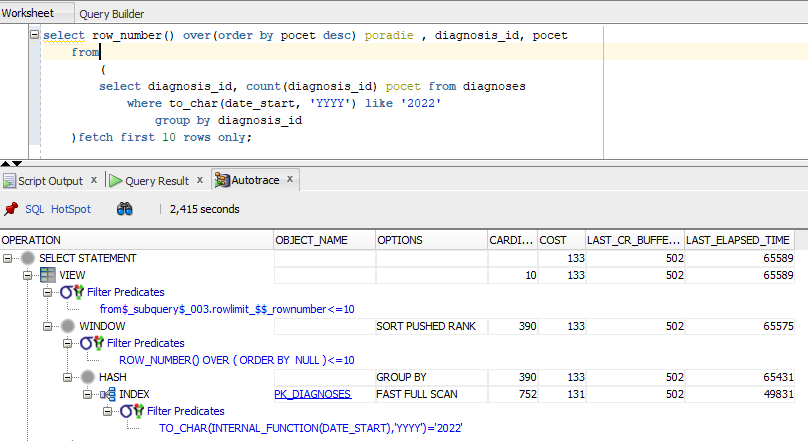 Worksheet Query Builder
select row_number() over(order by pocet desc) poradie , diagnosis_id, pocet
from
(
select diagnosis_id, count(diagnosis_id) pocet from diagnoses
where to_char(date_start, 'YYYY') like '2022'
group by diagnosis_id
)fetch first 10 rows only;
Script Output x Query Result x Autotrace x
SQL HotSpot 2,415 seconds
OPERATION OBJECT_NAME OPTIONS CARDI... COST LAST_CR_BUFFE... LAST_ELAPSED_TIME
SELECT STATEMENT 133 502 65589
VIEW 10 133 502 65589
Filter Predicates
from$_subquery$_003.rowlimit_$$_rownumber<=10
WINDOW SORT PUSHED RANK 390 133 502 65575
Filter Predicates
ROW_NUMBER() OVER ( ORDER BY NULL )<=10
HASH GROUP BY 390 133 502 65431
INDEX PK_DIAGNOSES FAST FULL SCAN 752 131 502 49831
Filter Predicates
TO_CHAR(INTERNAL_FUNCTION(DATE_START),'YYYY')='2022'